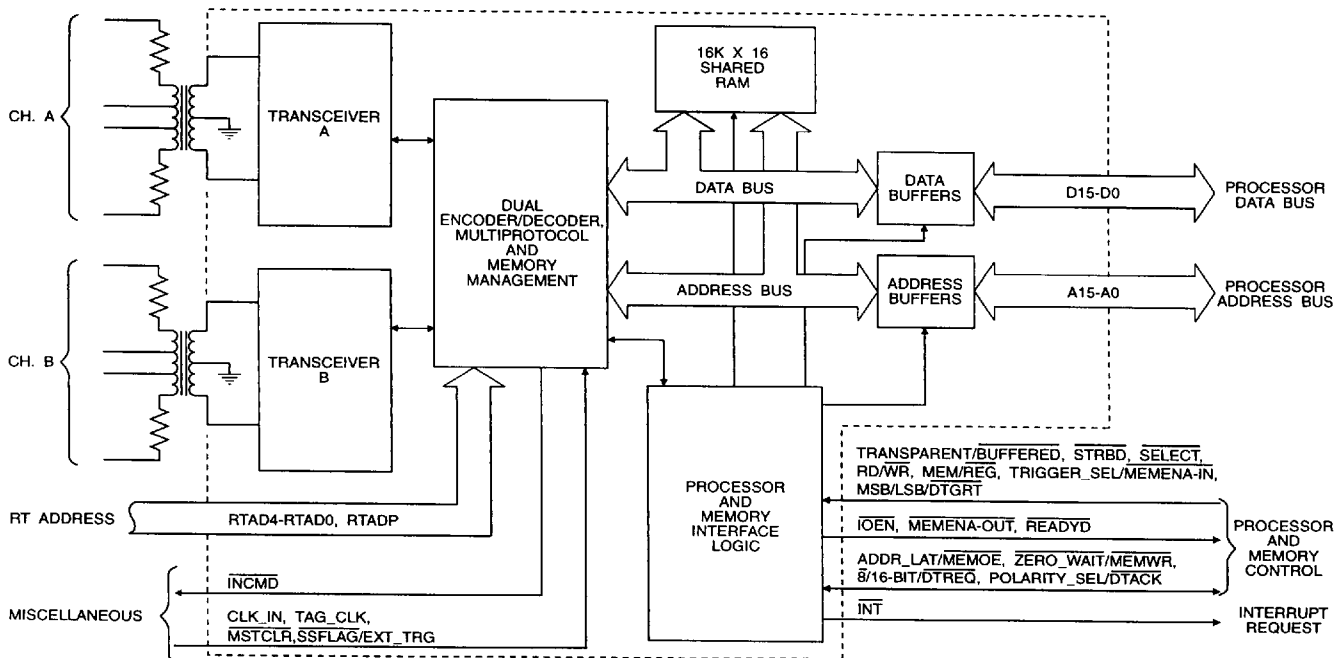 CH. A
TRANSCEIVER
A
16K X 16
SHARED
RAM
DUAL
ENCODER/DECODER,
MULTIPROTOCOL
AND
MEMORY
MANAGEMENT
DATA BUS
DATA
BUFFERS
D15-D0
PROCESSOR
DATA BUS
CH. B
TRANSCEIVER
B
ADDRESS BUS
ADDRESS
BUFFERS
A15-A0
PROCESSOR
ADDRESS BUS
PROCESSOR
AND
MEMORY
INTERFACE
LOGIC
TRANSPARENT/BUFFERED, STRBD, SELECT,
RD/WR, MEM/REG, TRIGGER_SEL/MEMENA-IN,
MSB/LSB/DTGRT
IOEN, MEMENA-OUT, READYD
ADDR_LAT/MEMOE, ZERO_WAIT/MEMWR,
8/16-BIT/DTREQ, POLARITY_SEL/DTACK
PROCESSOR
AND
MEMORY
CONTROL
INT
INTERRUPT
REQUEST
RT ADDRESS
RTAD4-RTAD0, RTADP
MISCELLANEOUS
INCMD
CLK_IN, TAG_CLK,
MSTCLR,SSFLAG/EXT_TRG